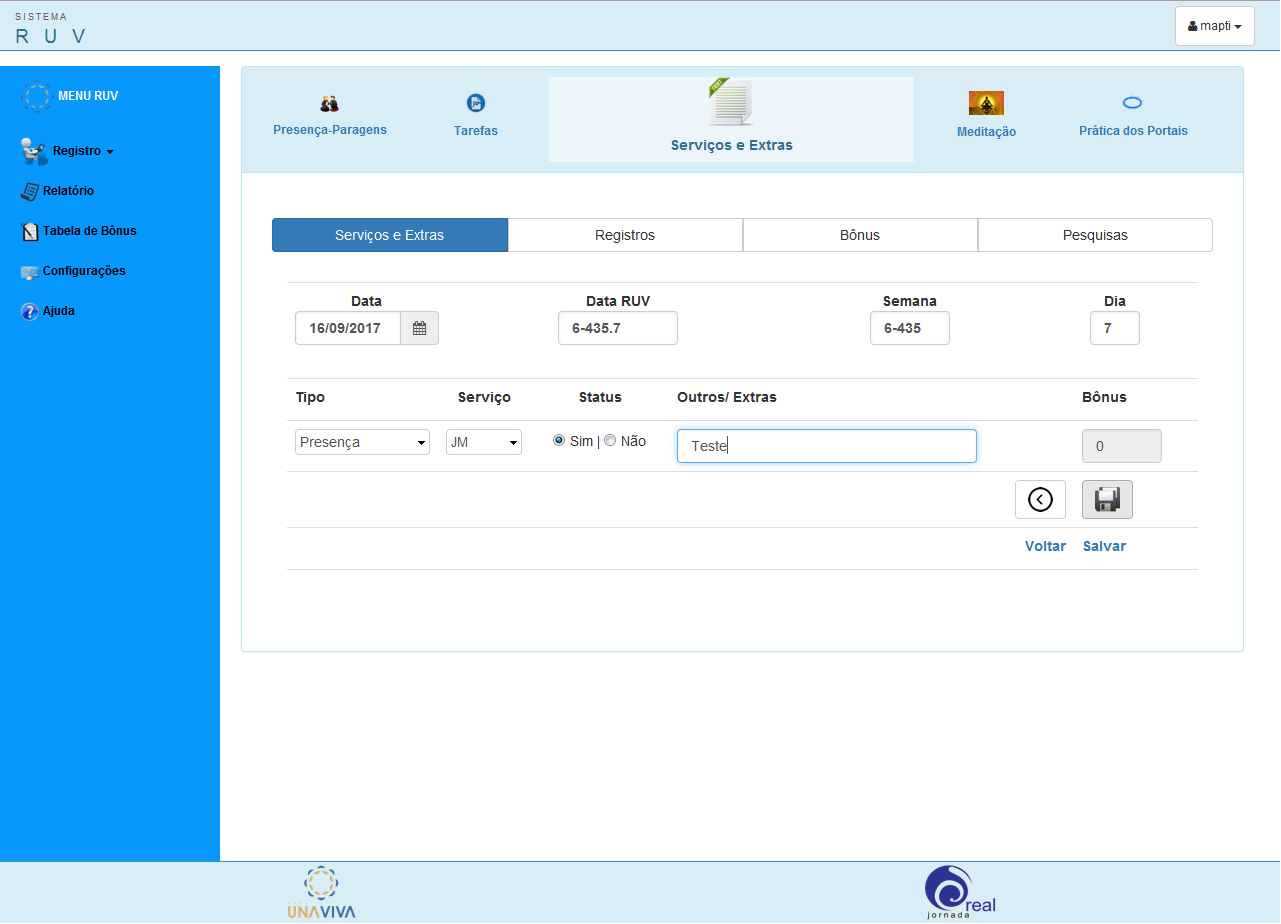 SISTEMA
R U V
mapti
MENU RUV
Registro
Relatório
Tabela de Bônus
Configurações
Ajuda
Presença-Paragens
Tarefas
Serviços e Extras
Meditação
Prática dos Portais
Serviços e Extras Registros Bônus Pesquisas
Data Data RUV Semana Dia
16/09/2017 6-435.7 6-435 7
Tipo Serviço Status Outros/ Extras Bônus
Presença JM Sim | Não Teste 0
Voltar Salvar
UNAVIVA
real
jornada